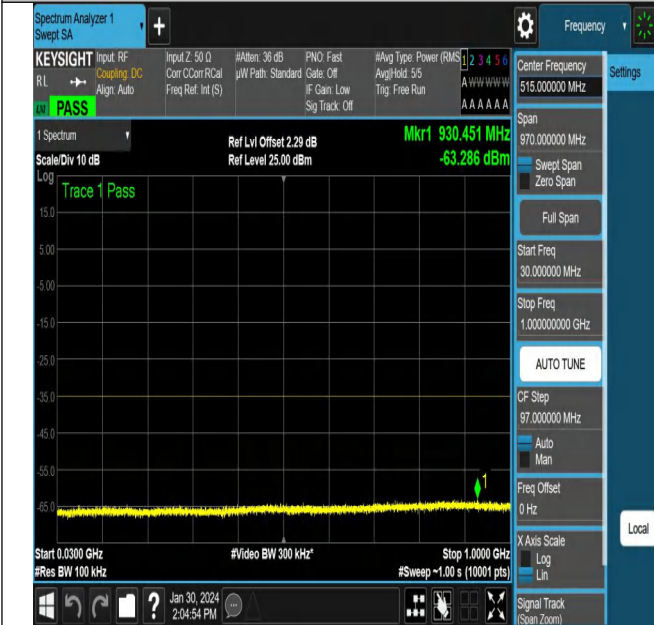 Spectrum Analyzer 1
Swept SA
+
Frequency
KEYSIGHT
RL
Input: RF
Coupling: DC
Align: Auto
Input Z: 50 Ω
Corr CCorr RCal
Freq Ref: Int (S)
#Atten: 36 dB
µW Path: Standard
PNO: Fast
Gate: Off
IF Gain: Low
Sig Track: Off
#Avg Type: Power (RMS
Avg|Hold: 5/5
Trig: Free Run
1 2 3 4 5 6
A W W W W W
A A A A A A
PASS
1 Spectrum
Scale/Div 10 dB
Ref Lvl Offset 2.29 dB
Ref Level 25.00 dBm
Mkr1 930.451 MHz
-63.286 dBm
Log
Trace 1 Pass
15.0
5.00
-5.00
-15.0
-25.0
-35.0
-45.0
-55.0
-65.0
1
Start 0.0300 GHz
#Res BW 100 kHz
#Video BW 300 kHz*
Stop 1.0000 GHz
#Sweep ~1.00 s (10001 pts)
Jan 30, 2024
2:04:54 PM
Center Frequency
515.000000 MHz
Settings
Span
970.000000 MHz
Swept Span
Zero Span
Full Span
Start Freq
30.000000 MHz
Stop Freq
1.000000000 GHz
AUTO TUNE
CF Step
97.000000 MHz
Auto
Man
Freq Offset
0 Hz
X Axis Scale
Log
Lin
Local
Signal Track
(Span Zoom)